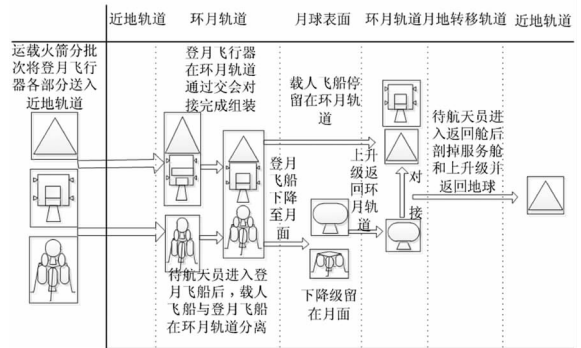 近地轨道
环月轨道
月球表面
环月轨道
月地转移轨道
近地轨道
运载火箭分批
次将登月飞行
器各部分送入
近地轨道
登月飞行器
在环月轨道
通过交会对
接完成组装
待航天员进入登
月飞船后，载人
飞船与登月飞船
在环月轨道分离
登月
飞船
下降
至月
面
载人飞船停
留在环月轨
道
下降级留
在月面
上升
级返
回环
月轨
道
对
接
待航天员进
入返回舱后
剖掉服务舱
和上升级并
返回地球